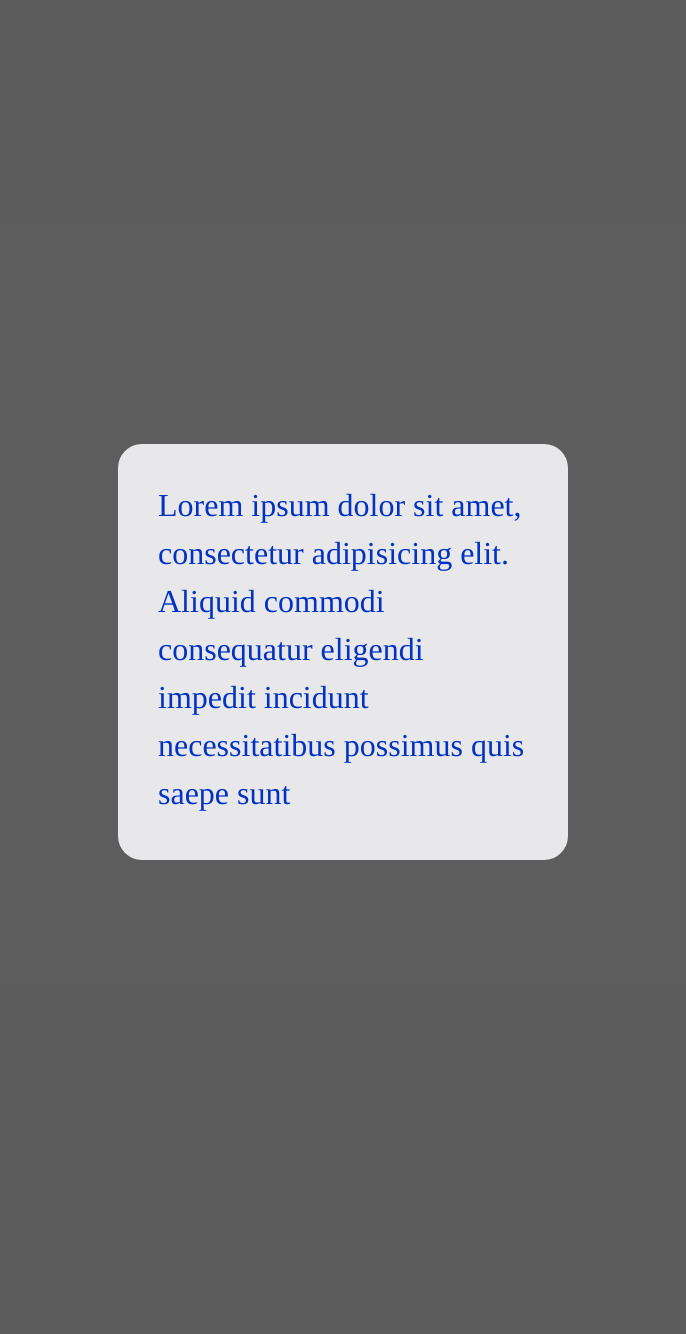 Lorem ipsum dolor sit amet,
consectetur adipisicing elit.
Aliquid commodi
consequatur eligendi
impedit incidunt
necessitatibus possimus quis
saepe sunt